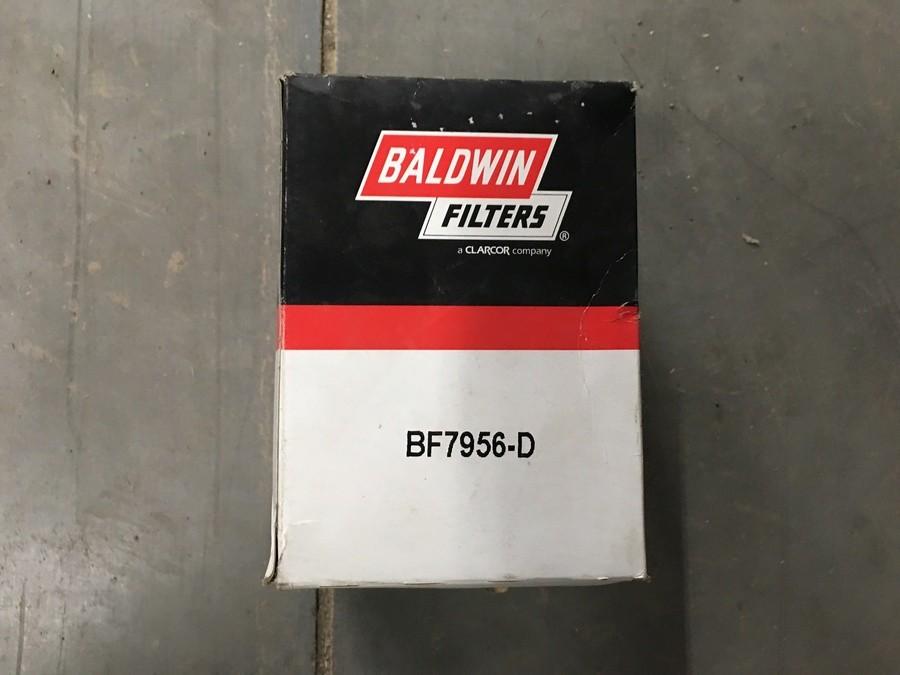 BALDWIN
FILTERS®
a CLARCOR company
BF7956-D